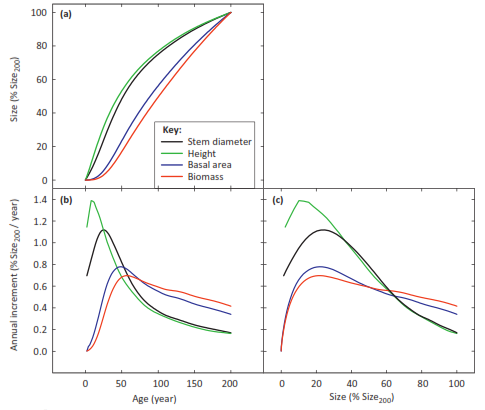 (a)
Size (% Size200)
100
80
60
40
20
0
Key:
Stem diameter
Height
Basal area
Biomass
(b)
(c)
Annual increment (% Size200 / year)
1.4
1.2
1.0
0.8
0.6
0.4
0.2
0.0
0 50 100 150 200
0 20 40 60 80 100
Age (year)
Size (% Size200)